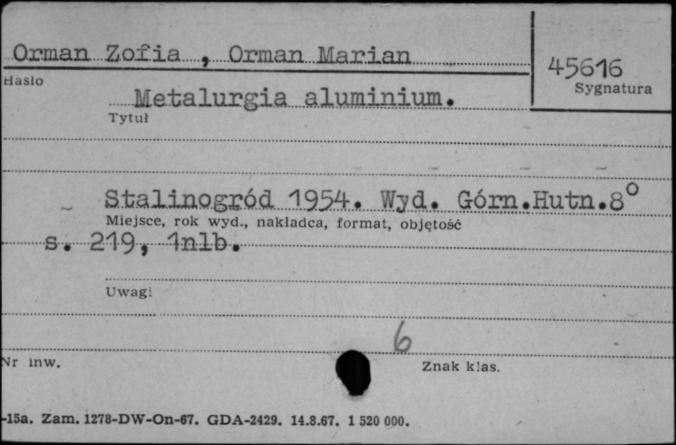 Orman Zofia , Orman Marian
45616
Hasło
Sygnatura
Metalurgia aluminium.
Tytuł
Stalinogród 1954. Wyd. Górn.Hutn.8°
Miejsce, rok wyd., nakładca, format, objętość
s. 219, 1nlb.
Uwagi
6
Nr inw.
Znak klas.
-15a. Zam. 1278-DW-On-67. GDA-2429. 14.8.67. 1 520 000.